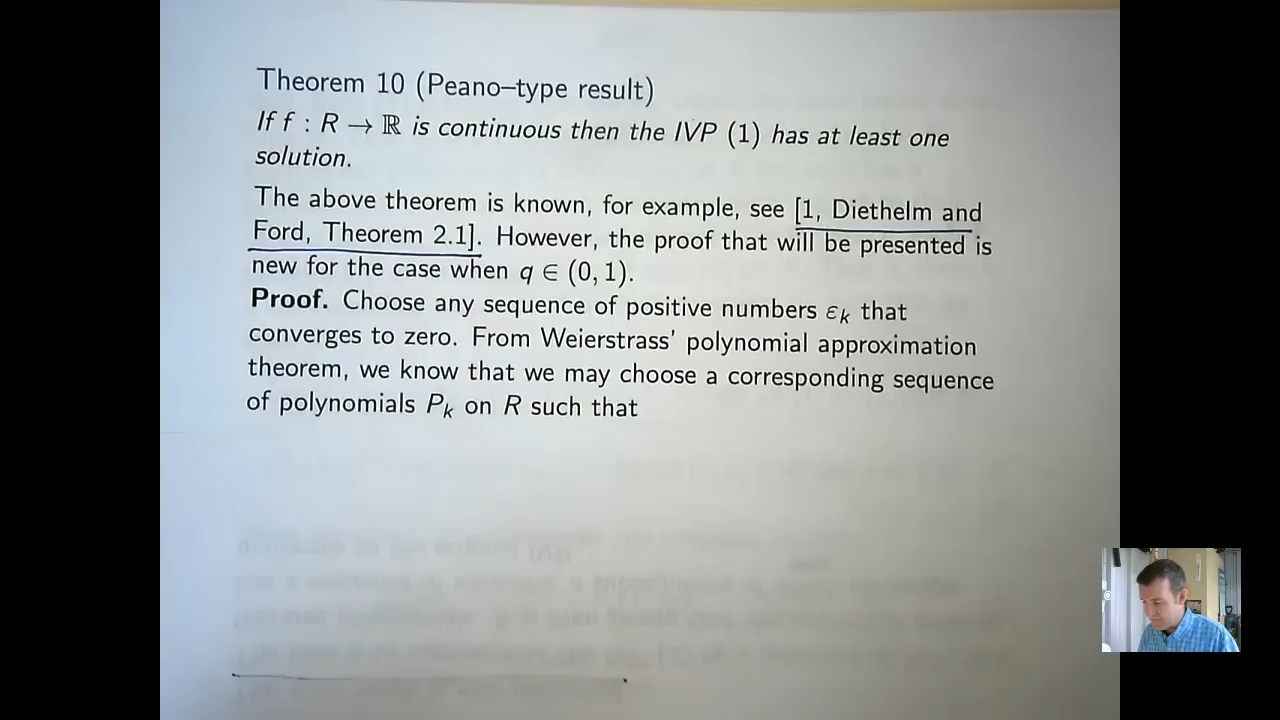 Theorem 10 (Peano–type result)
If f : R → ℝ is continuous then the IVP (1) has at least one
solution.
The above theorem is known, for example, see [1, Diethelm and
Ford, Theorem 2.1]. However, the proof that will be presented is
new for the case when q ∈ (0, 1).
Proof. Choose any sequence of positive numbers εₖ that
converges to zero. From Weierstrass' polynomial approximation
theorem, we know that we may choose a corresponding sequence
of polynomials Pₖ on R such that